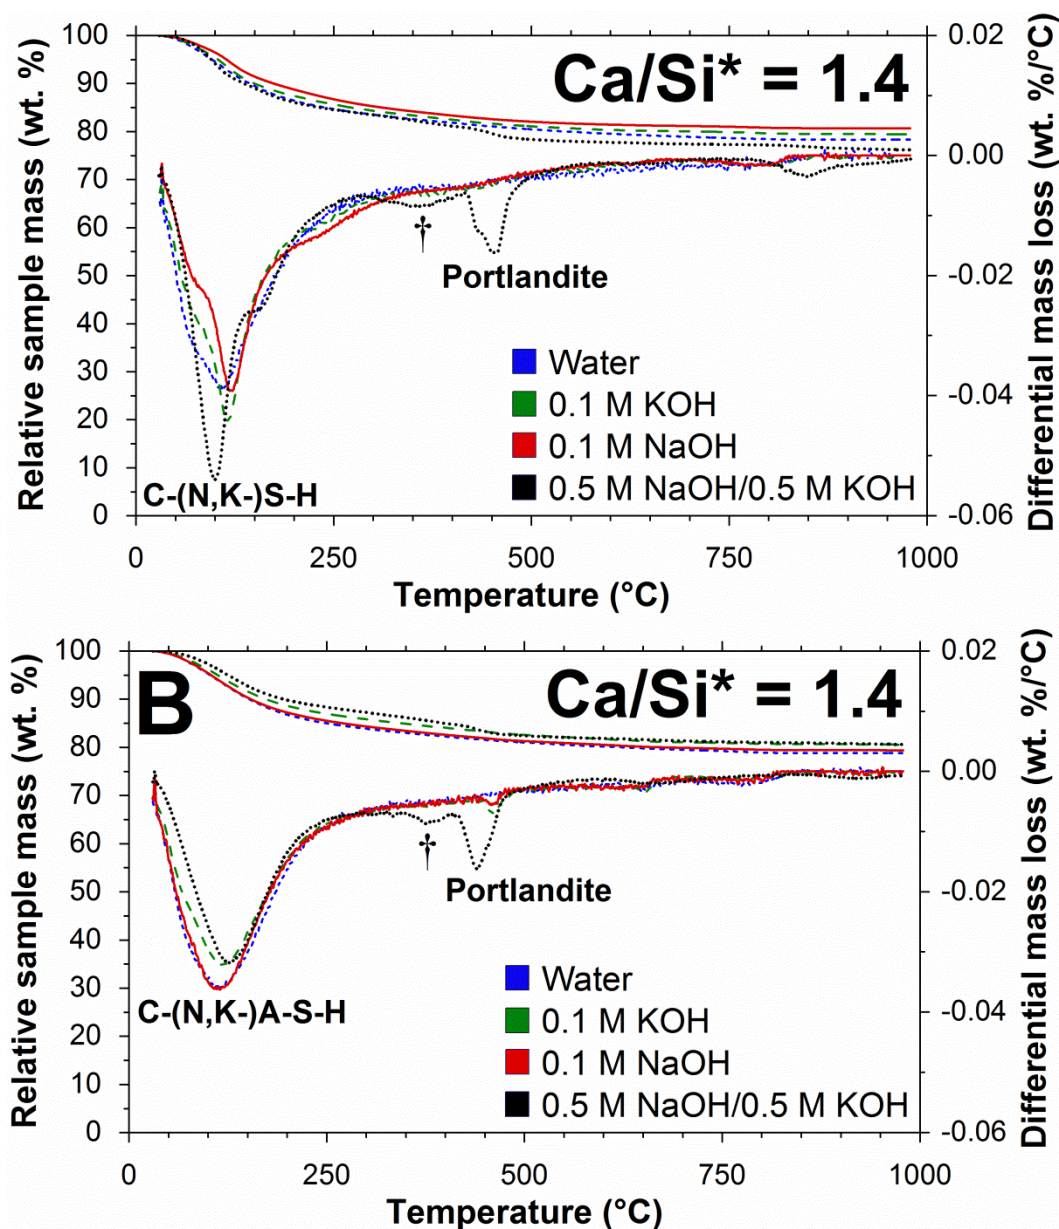 Relative sample mass (wt. %)
100
90
80
70
60
50
40
30
20
10
0
Ca/Si* = 1.4
†
Portlandite
Water
0.1 M KOH
0.1 M NaOH
0.5 M NaOH/0.5 M KOH
C-(N,K-)S-H
0.02
0.00
-0.02
-0.04
-0.06
Differential mass loss (wt. %/°C)
0
250
500
750
1000
Temperature (°C)
Relative sample mass (wt. %)
100
90
80
70
60
50
40
30
20
10
0
B
Ca/Si* = 1.4
†
Portlandite
C-(N,K-)A-S-H
Water
0.1 M KOH
0.1 M NaOH
0.5 M NaOH/0.5 M KOH
0.02
0.00
-0.02
-0.04
-0.06
Differential mass loss (wt. %/°C)
0
250
500
750
1000
Temperature (°C)